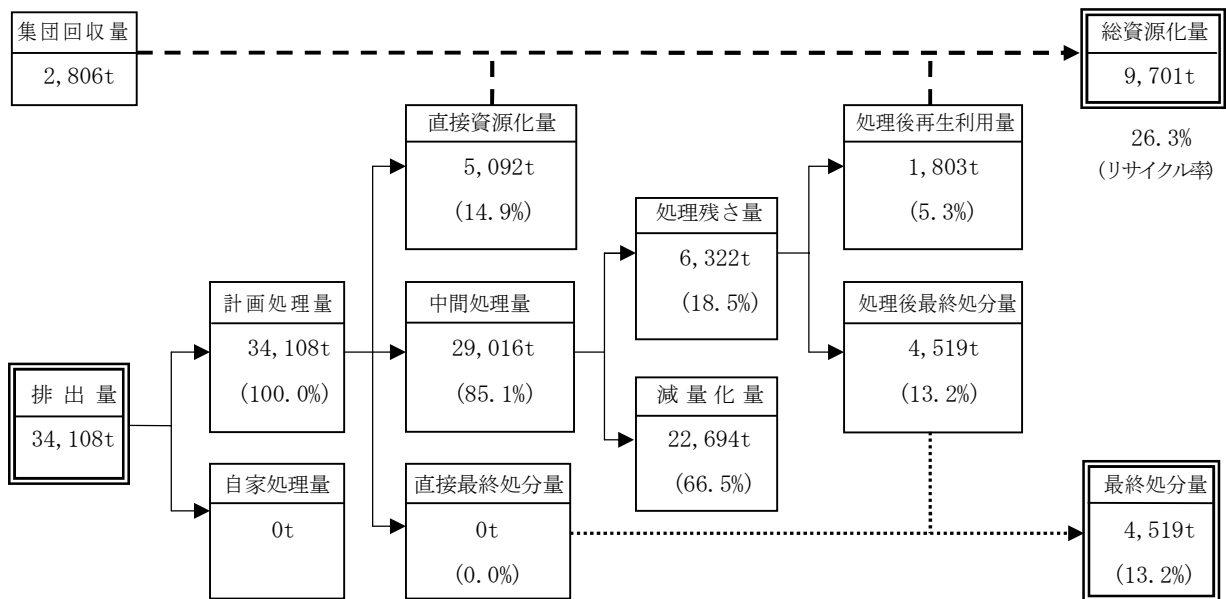 集団回収量
2,806t
総資源化量
9,701t
26.3%
(リサイクル率)
直接資源化量
5,092t
(14.9%)
処理後再生利用量
1,803t
(5.3%)
処理残さ量
6,322t
(18.5%)
計画処理量
34,108t
(100.0%)
中間処理量
29,016t
(85.1%)
処理後最終処分量
4,519t
(13.2%)
排出量
34,108t
減量化量
22,694t
(66.5%)
自家処理量
0t
直接最終処分量
0t
(0.0%)
最終処分量
4,519t
(13.2%)